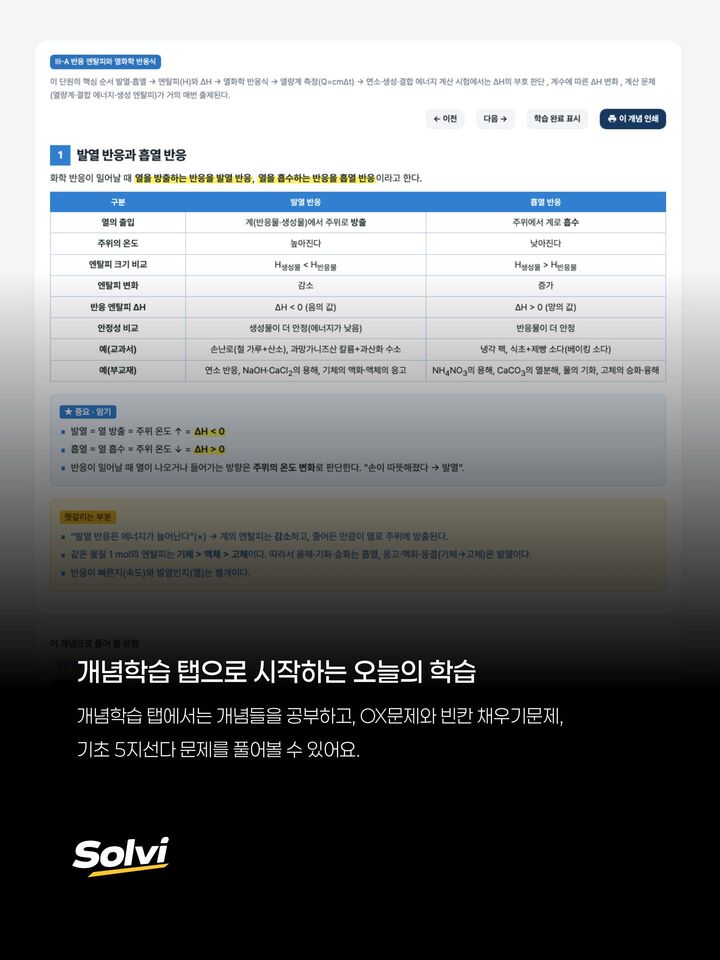 III-A 반응 엔탈피와 열화학 반응식
이 단원의 핵심 순서 발열·흡열 → 엔탈피(H)와 ΔH → 열화학 반응식 → 열량계 측정(Q=cmΔt) → 연소·생성·결합 에너지 계산 시험에서는 ΔH의 부호 판단 , 계수에 따른 ΔH 변화 , 계산 문제
(열량계·결합 에너지·생성 엔탈피)가 거의 매번 출제된다.
← 이전 다음 → 학습 완료 표시 이 개념 인쇄
1 발열 반응과 흡열 반응
화학 반응이 일어날 때 열을 방출하는 반응을 발열 반응, 열을 흡수하는 반응을 흡열 반응이라고 한다.
구분 발열 반응 흡열 반응
열의 출입 계(반응물·생성물)에서 주위로 방출 주위에서 계로 흡수
주위의 온도 높아진다 낮아진다
엔탈피 크기 비교 H생성물 < H반응물 H생성물 > H반응물
엔탈피 변화 감소 증가
반응 엔탈피 ΔH ΔH < 0 (음의 값) ΔH > 0 (양의 값)
안정성 비교 생성물이 더 안정(에너지가 낮음) 반응물이 더 안정
예(교과서) 손난로(철 가루+산소), 과망가니즈산 칼륨+과산화 수소 냉각 팩, 식초+제빵 소다(베이킹 소다)
예(부교재) 연소 반응, NaOH·CaCl2의 용해, 기체의 액화·액체의 응고 NH4NO3의 용해, CaCO3의 열분해, 물의 기화, 고체의 승화·융해
★ 중요 · 암기
발열 = 열 방출 = 주위 온도 ↑ = ΔH < 0
흡열 = 열 흡수 = 주위 온도 ↓ = ΔH > 0
반응이 일어날 때 열이 나오거나 들어가는 방향은 주위의 온도 변화로 판단한다. “손이 따뜻해졌다 → 발열”.
헷갈리는 부분
“발열 반응은 에너지가 늘어난다”(×) → 계의 엔탈피는 감소하고, 줄어든 만큼이 열로 주위에 방출된다.
같은 물질 1 mol의 엔탈피는 기체 > 액체 > 고체이다. 따라서 융해·기화·승화는 흡열, 응고·액화·응결(기체→고체)은 발열이다.
반응이 빠른지(속도)와 발열인지(열)는 별개이다.
이 개념으로 풀어 볼 유형
개념학습 탭으로 시작하는 오늘의 학습
개념학습 탭에서는 개념들을 공부하고, OX문제와 빈칸 채우기문제,
기초 5지선다 문제를 풀어볼 수 있어요.
Solvi